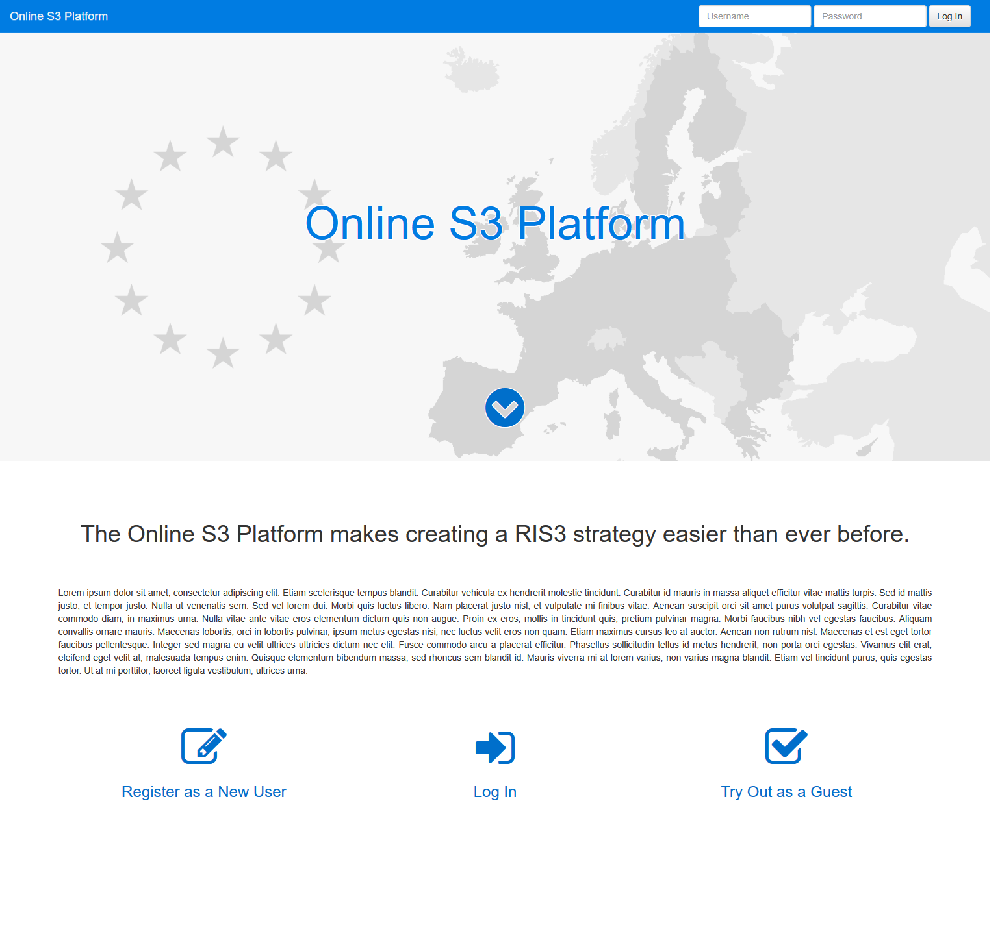 Online S3 Platform
Username
Password
Log In
Online S3 Platform
The Online S3 Platform makes creating a RIS3 strategy easier than ever before.
Lorem ipsum dolor sit amet, consectetur adipiscing elit. Etiam scelerisque tempus blandit. Curabitur vehicula ex hendrerit molestie tincidunt. Curabitur id mauris in massa aliquet efficitur vitae mattis turpis. Sed id mattis
justo, et tempor justo. Nulla ut venenatis sem. Sed vel lorem dui. Morbi quis luctus libero. Nam placerat justo nisl, et vulputate mi finibus vitae. Aenean suscipit orci sit amet purus volutpat sagittis. Curabitur vitae
commodo diam, in maximus urna. Nulla vitae ante vitae eros elementum dictum quis non augue. Proin ex eros, mollis in tincidunt quis, pretium pulvinar magna. Morbi faucibus nibh vel egestas faucibus. Aliquam
convallis ornare mauris. Maecenas lobortis, orci in lobortis pulvinar, ipsum metus egestas nisi, nec luctus velit eros non quam. Etiam maximus cursus leo at auctor. Aenean non rutrum nisl. Maecenas et est eget tortor
faucibus pellentesque. Integer sed magna eu velit ultrices ultricies dictum nec elit. Fusce commodo arcu a placerat efficitur. Phasellus sollicitudin tellus id metus hendrerit, non porta orci egestas. Vivamus elit erat,
eleifend eget velit at, malesuada tempus enim. Quisque elementum bibendum massa, sed rhoncus sem blandit id. Mauris viverra mi at lorem varius, non varius magna blandit. Etiam vel tincidunt purus, quis egestas
tortor. Ut at mi porttitor, laoreet ligula vestibulum, ultrices urna.
Register as a New User
Log In
Try Out as a Guest